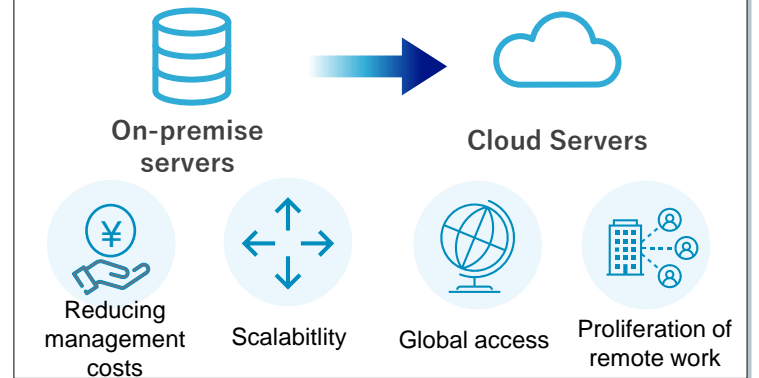 On-premise
servers
Cloud Servers
¥
Reducing
management
costs
Scalabitlity
Global access
Proliferation of
remote work